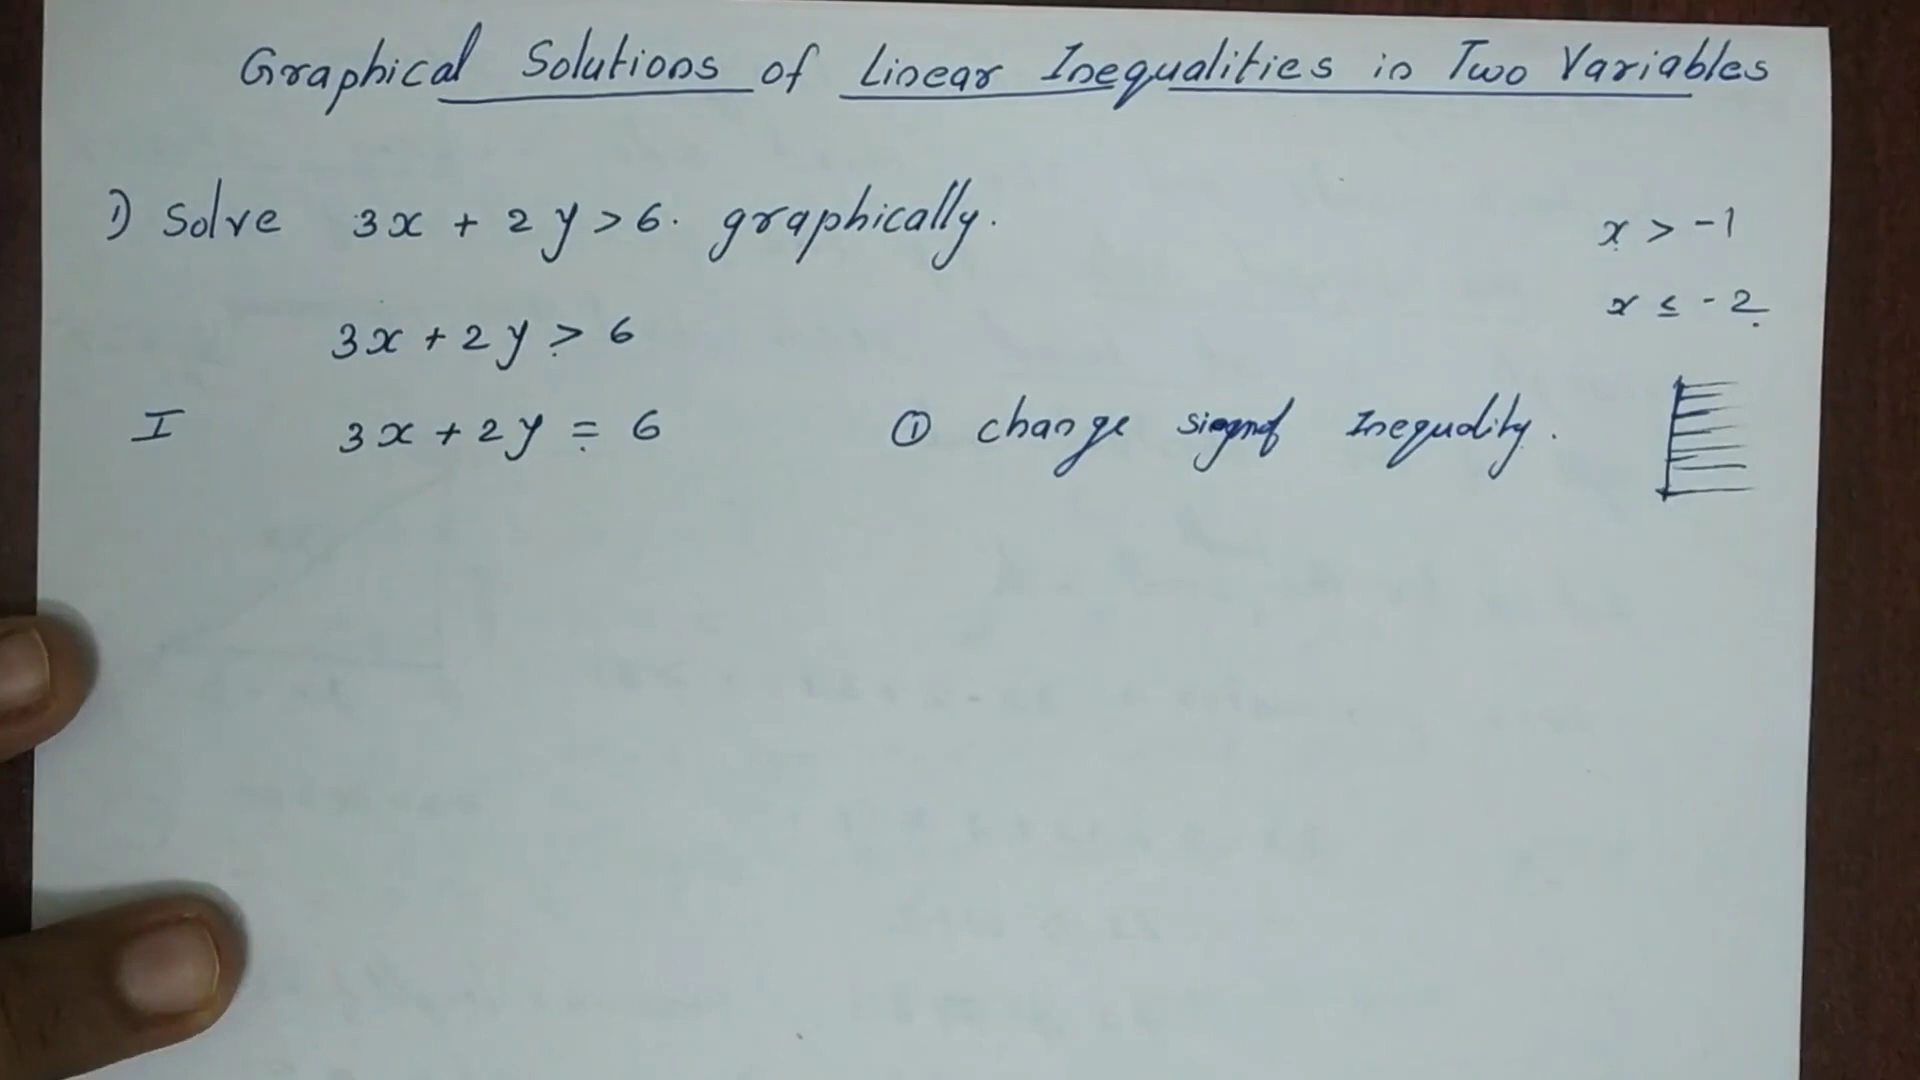 Graphical Solutions of Linear Inequalities in Two Variables
1) Solve 3x + 2y > 6. graphically.
x > -1
x ≤ -2
3x + 2y > 6
I 3x + 2y = 6
① change sign of Inequality.